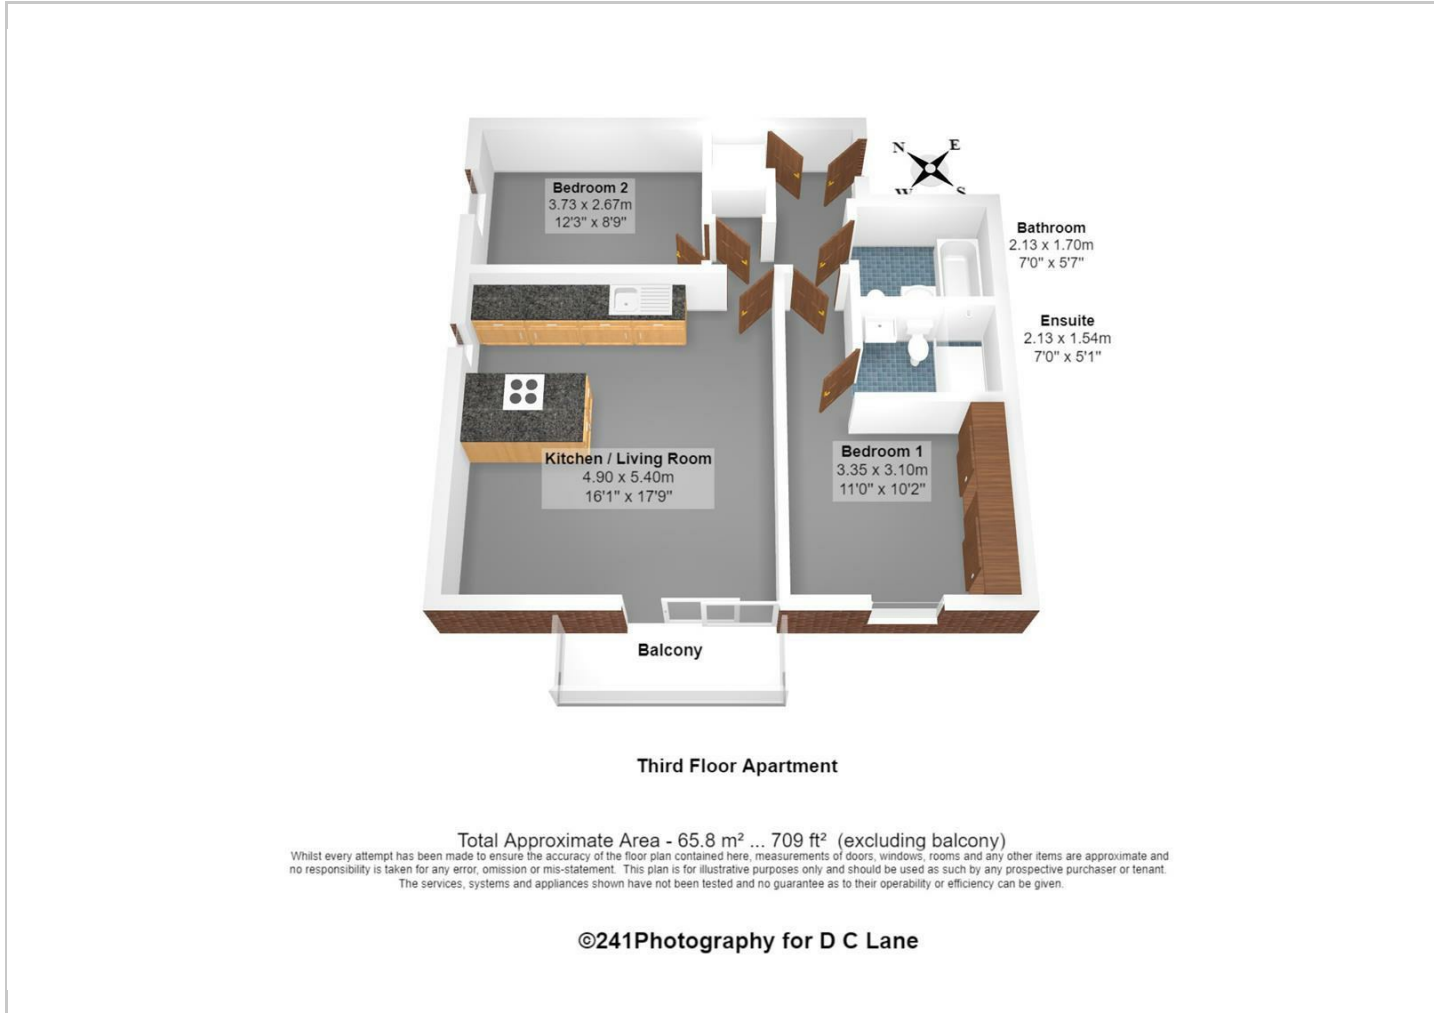 N
E
W
S
Bedroom 2
3.73 x 2.67m
12'3" x 8'9"
Bathroom
2.13 x 1.70m
7'0" x 5'7"
Ensuite
2.13 x 1.54m
7'0" x 5'1"
Kitchen / Living Room
4.90 x 5.40m
16'1" x 17'9"
Bedroom 1
3.35 x 3.10m
11'0" x 10'2"
Balcony
Third Floor Apartment
Total Approximate Area - 65.8 m² ... 709 ft² (excluding balcony)
Whilst every attempt has been made to ensure the accuracy of the floor plan contained here, measurements of doors, windows, rooms and any other items are approximate and
no responsibility is taken for any error, omission or mis-statement. This plan is for illustrative purposes only and should be used as such by any prospective purchaser or tenant.
The services, systems and appliances shown have not been tested and no guarantee as to their operability or efficiency can be given.
©241Photography for D C Lane